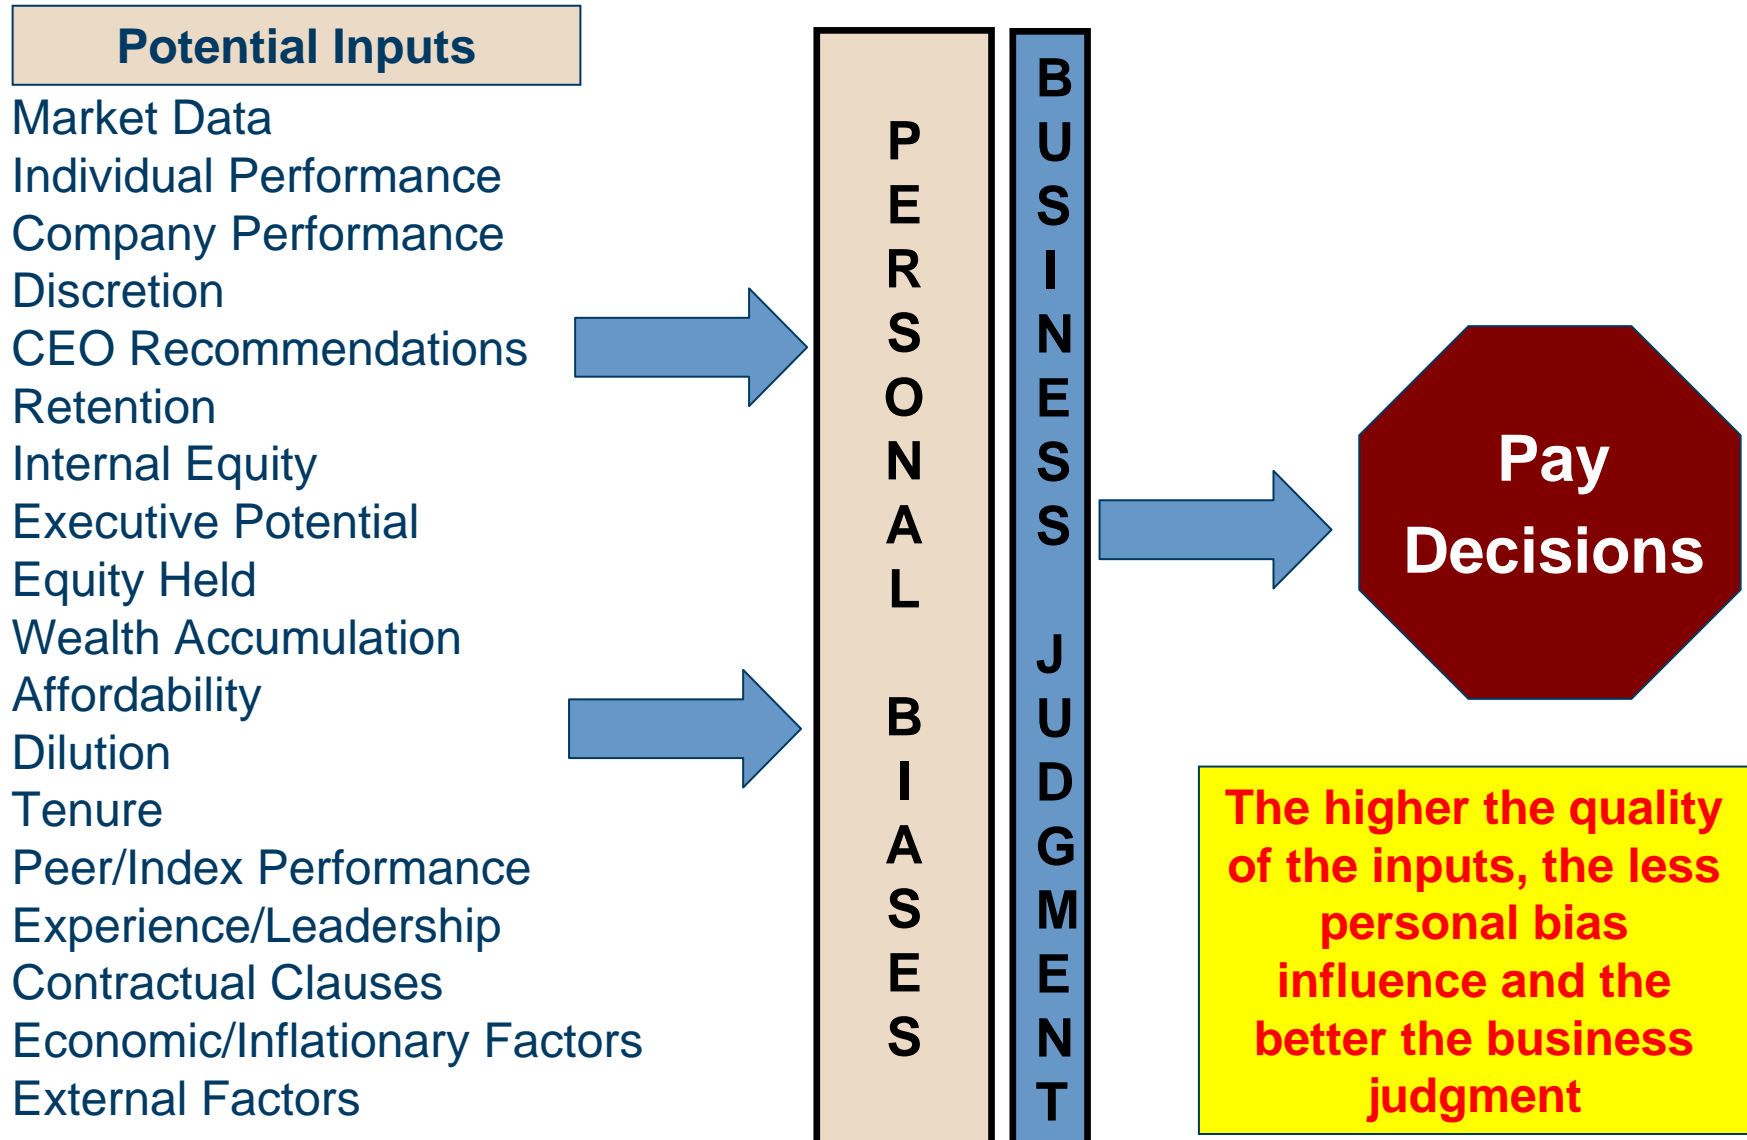 Potential Inputs
Market Data
Individual Performance
Company Performance
Discretion
CEO Recommendations
Retention
Internal Equity
Executive Potential
Equity Held
Wealth Accumulation
Affordability
Dilution
Tenure
Peer/Index Performance
Experience/Leadership
Contractual Clauses
Economic/Inflationary Factors
External Factors
PERSONAL BIASES
BUSINESS JUDGMENT
Pay
Decisions
The higher the quality
of the inputs, the less
personal bias
influence and the
better the business
judgment